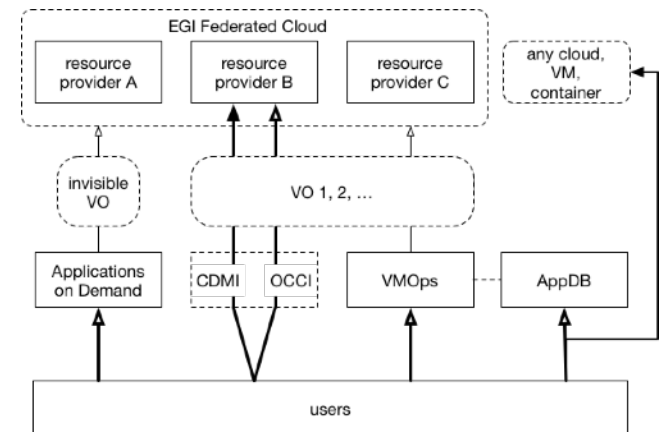 EGI Federated Cloud
resource
provider A
resource
provider B
resource
provider C
any cloud,
VM,
container
invisible
VO
VO 1, 2, ...
Applications
on Demand
CDMI
OCCI
VMOps
AppDB
users